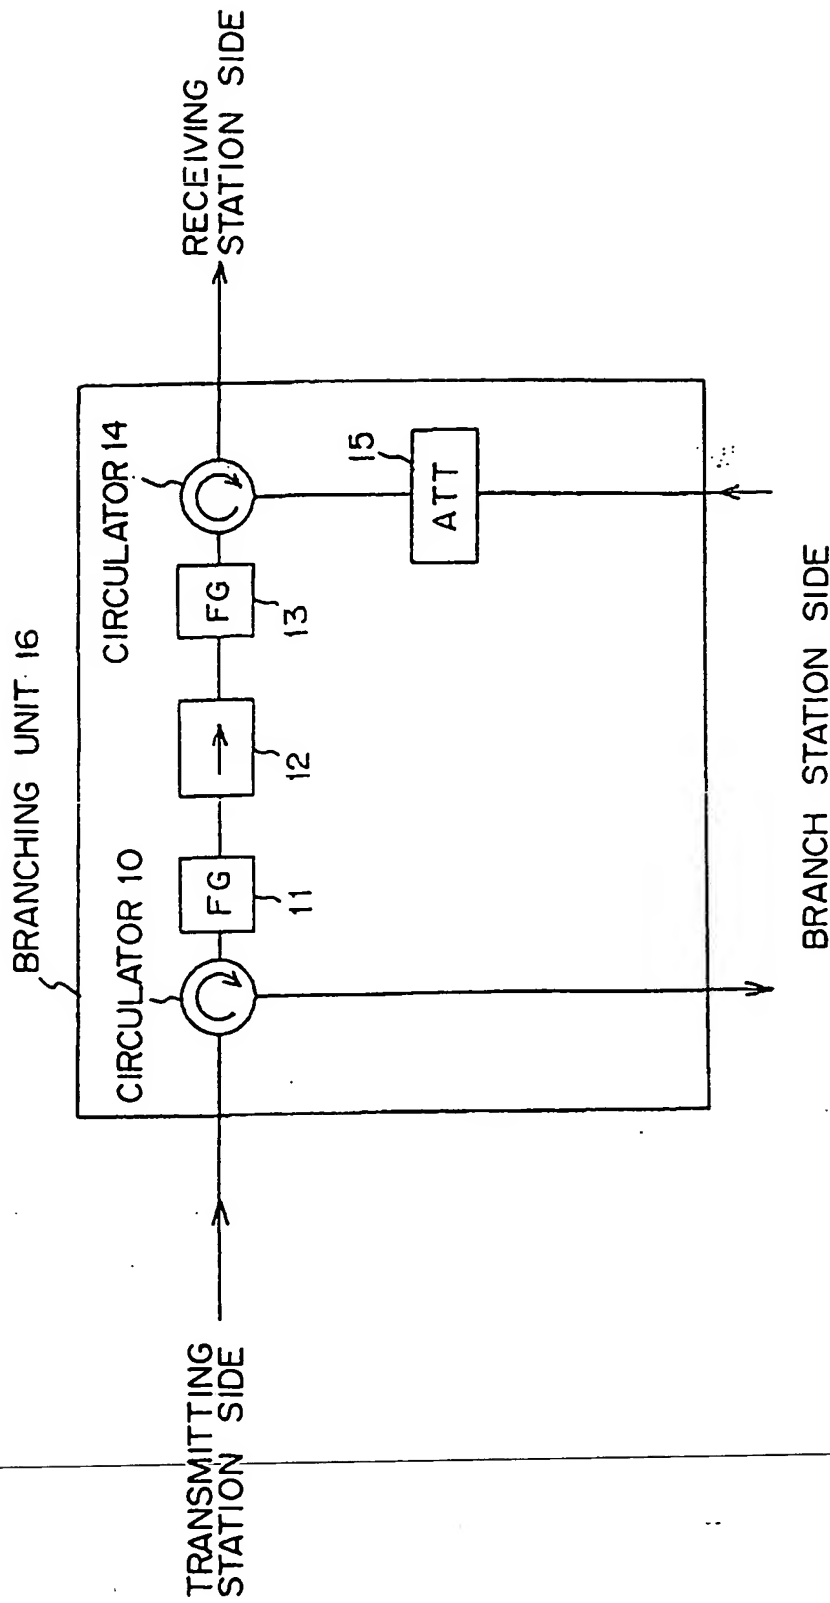 BRANCHING UNIT 16
CIRCULATOR 10
CIRCULATOR 14
TRANSMITTING
STATION SIDE
RECEIVING
STATION SIDE
FG
11
12
FG
13
15
ATT
BRANCH STATION SIDE